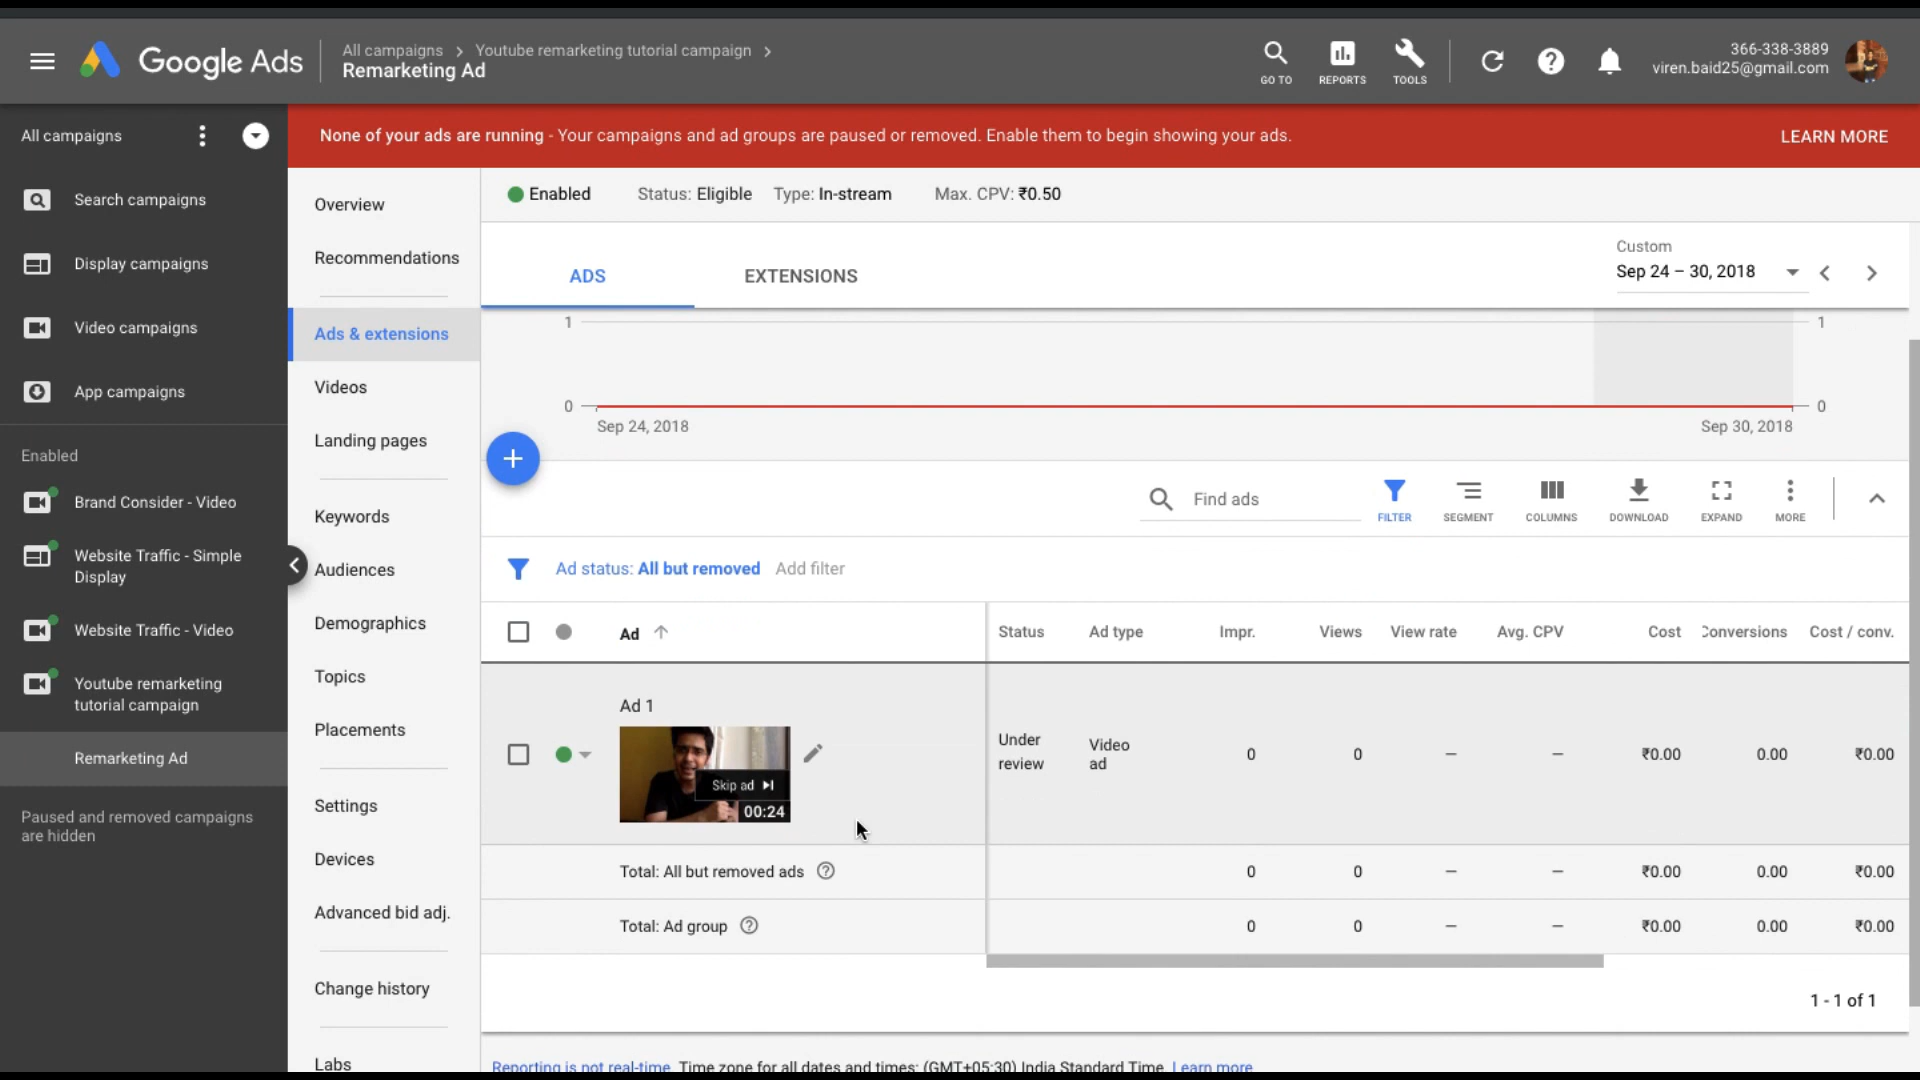 Google Ads
All campaigns > Youtube remarketing tutorial campaign >
Remarketing Ad
GO TO
REPORTS
TOOLS
366-338-3889
viren.baid25@gmail.com
All campaigns
None of your ads are running - Your campaigns and ad groups are paused or removed. Enable them to begin showing your ads.
LEARN MORE
Search campaigns
Display campaigns
Video campaigns
App campaigns
Enabled
Brand Consider - Video
Website Traffic - Simple
Display
Website Traffic - Video
Youtube remarketing
tutorial campaign
Remarketing Ad
Paused and removed campaigns
are hidden
Overview
Recommendations
Ads & extensions
Videos
Landing pages
Keywords
Audiences
Demographics
Topics
Placements
Settings
Devices
Advanced bid adj.
Change history
Labs
Enabled Status: Eligible Type: In-stream Max. CPV: ₹0.50
ADS EXTENSIONS
Custom
Sep 24 – 30, 2018
1 1
0 0
Sep 24, 2018 Sep 30, 2018
Find ads
FILTER
SEGMENT
COLUMNS
DOWNLOAD
EXPAND
MORE
Ad status: All but removed Add filter
Ad Status Ad type Impr. Views View rate Avg. CPV Cost Conversions Cost / conv.
Ad 1
Skip ad
00:24
Under
review
Video
ad
0 0 — — ₹0.00 0.00 ₹0.00
Total: All but removed ads 0 0 — — ₹0.00 0.00 ₹0.00
Total: Ad group 0 0 — — ₹0.00 0.00 ₹0.00
1 - 1 of 1
Reporting is not real-time. Time zone for all dates and times: (GMT+05:30) India Standard Time. Learn more